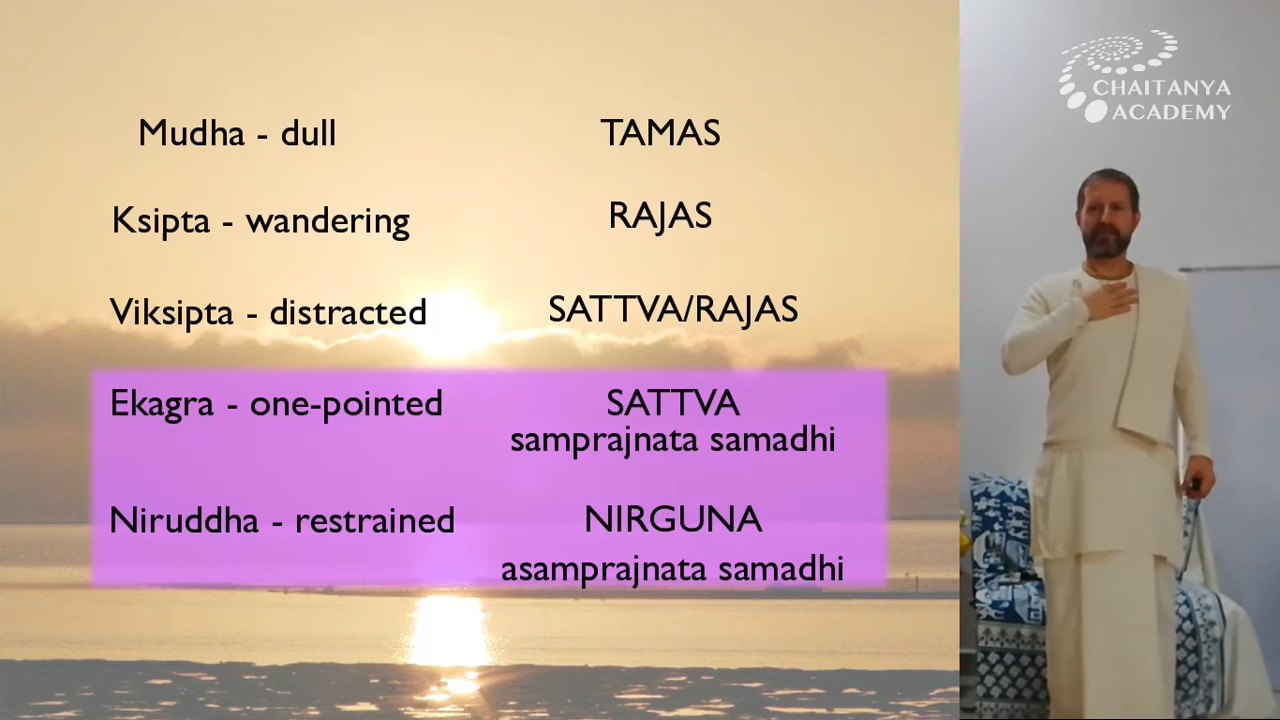 Mudha - dull
TAMAS
Ksipta - wandering
RAJAS
Viksipta - distracted
SATTVA/RAJAS
Ekagra - one-pointed
SATTVA
samprajnata samadhi
Niruddha - restrained
NIRGUNA
asamprajnata samadhi
CHAITANYA
ACADEMY